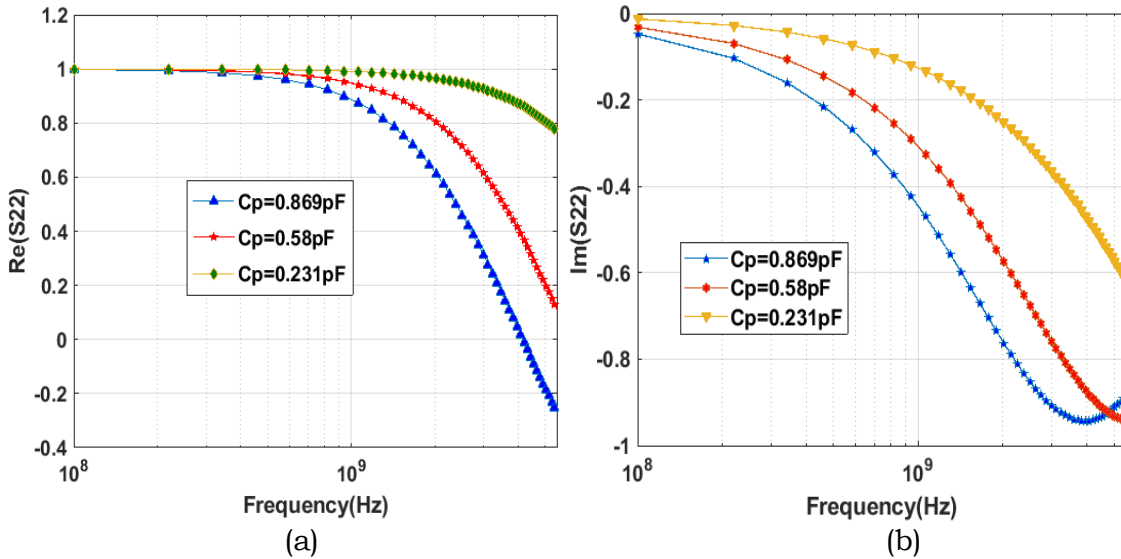 1.2
1
0.8
0.6
0.4
0.2
0
-0.2
-0.4
Re(S22)
Cp=0.869pF
Cp=0.58pF
Cp=0.231pF
10^8
10^9
Frequency(Hz)
(a)
0
-0.2
-0.4
-0.6
-0.8
-1
Im(S22)
Cp=0.869pF
Cp=0.58pF
Cp=0.231pF
10^8
10^9
Frequency(Hz)
(b)